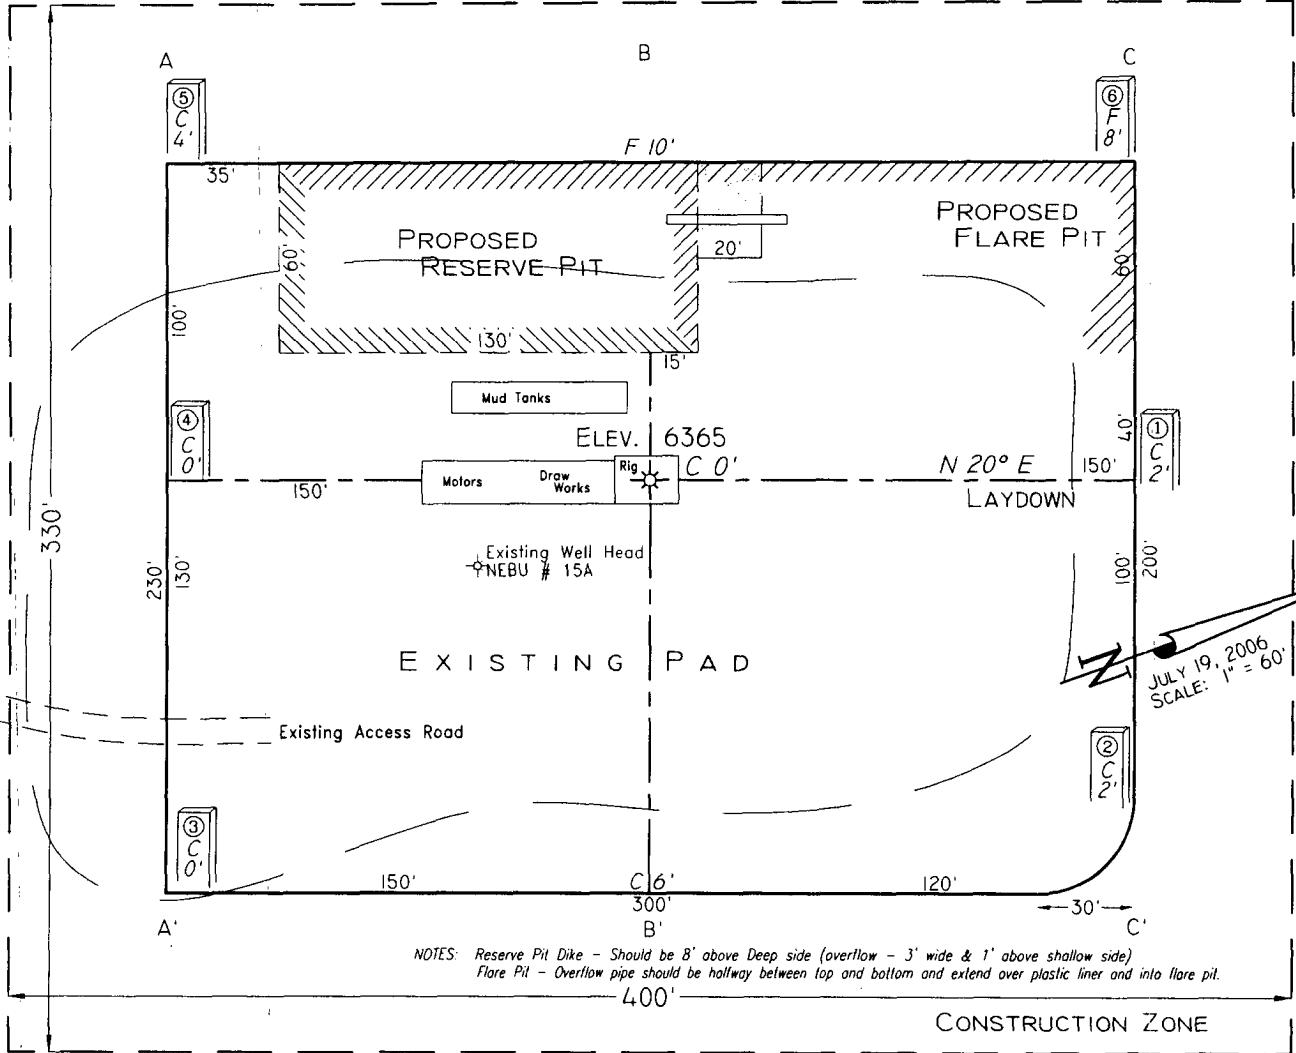 A
B
C
⑤
C
4'
⑥
F
8'
F 10'
35'
PROPOSED
RESERVE PIT
PROPOSED
FLARE PIT
60'
20'
60'
100'
130'
15'
Mud Tanks
④
C
0'
ELEV. 6365
C 0'
Rig
Motors
Draw
Works
N 20° E
LAYDOWN
150'
150'
40'
①
C
2'
330'
230'
130'
Existing Well Head
NEBU # 15A
100'
200'
EXISTING PAD
N
JULY 19, 2006
SCALE: 1" = 60'
Existing Access Road
②
C
2'
③
C
0'
150'
C 6'
300'
120'
30'
A'
B'
C'
NOTES: Reserve Pit Dike - Should be 8' above Deep side (overflow - 3' wide & 1' above shallow side)
Flare Pit - Overflow pipe should be halfway between top and bottom and extend over plastic liner and into flare pit.
400'
CONSTRUCTION ZONE